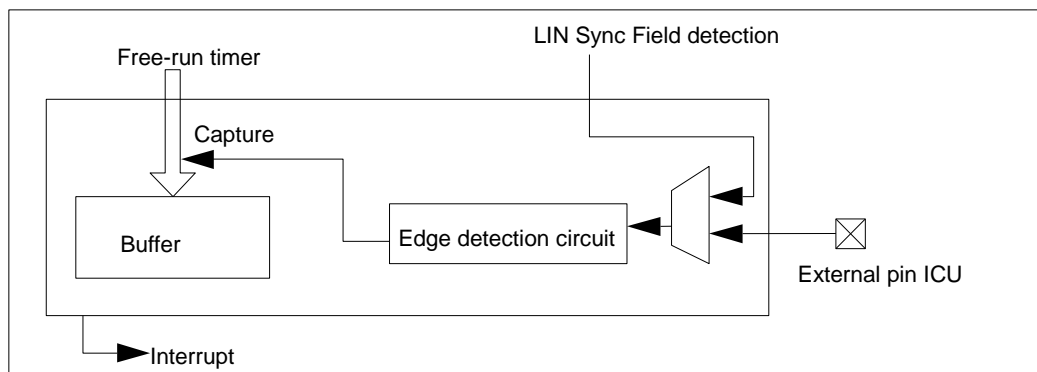 LIN Sync Field detection
Free-run timer
Capture
Buffer
Edge detection circuit
External pin ICU
Interrupt